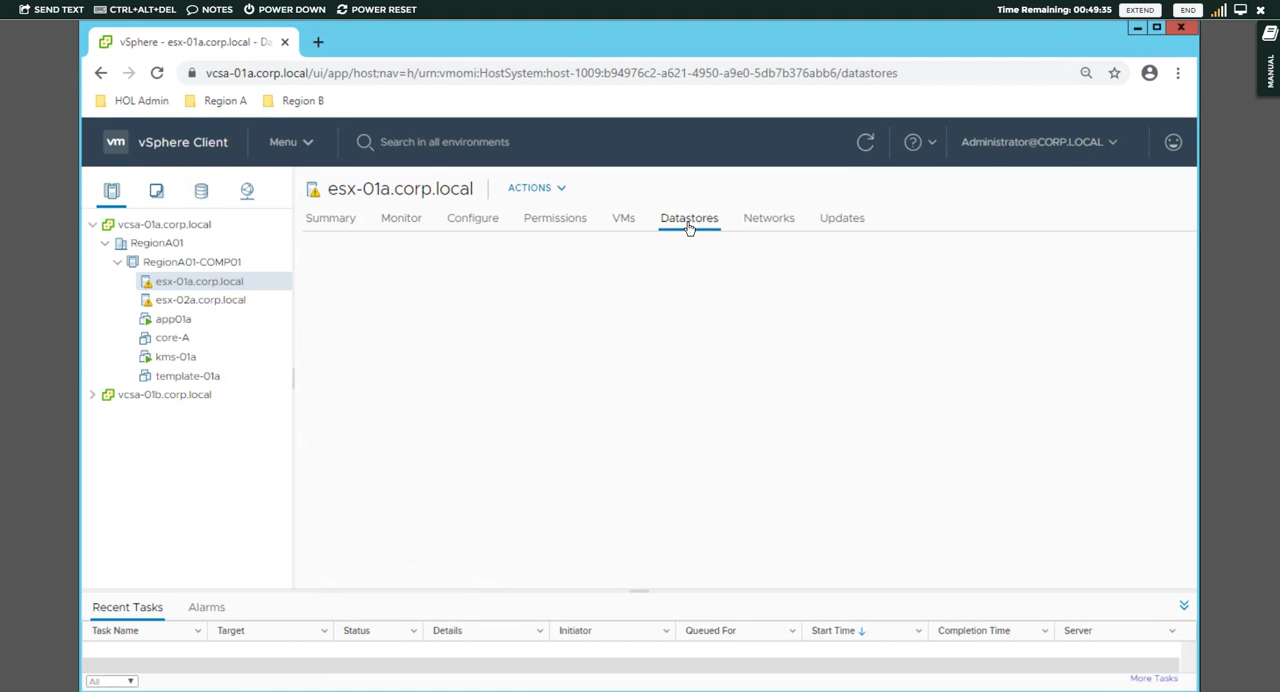 SEND TEXT CTRL+ALT+DEL NOTES POWER DOWN POWER RESET Time Remaining: 00:49:35 EXTEND END
MANUAL
vSphere - esx-01a.corp.local - Da
vcsa-01a.corp.local/ui/app/host;nav=h/urn:vmomi:HostSystem:host-1009:b94976c2-a621-4950-a9e0-5db7b376abb6/datastores
HOL Admin Region A Region B
vm vSphere Client Menu Search in all environments Administrator@CORP.LOCAL
esx-01a.corp.local ACTIONS
Summary Monitor Configure Permissions VMs Datastores Networks Updates
vcsa-01a.corp.local
RegionA01
RegionA01-COMP01
esx-01a.corp.local
esx-02a.corp.local
app01a
core-A
kms-01a
template-01a
vcsa-01b.corp.local
Recent Tasks Alarms
Task Name Target Status Details Initiator Queued For Start Time Completion Time Server
All More Tasks